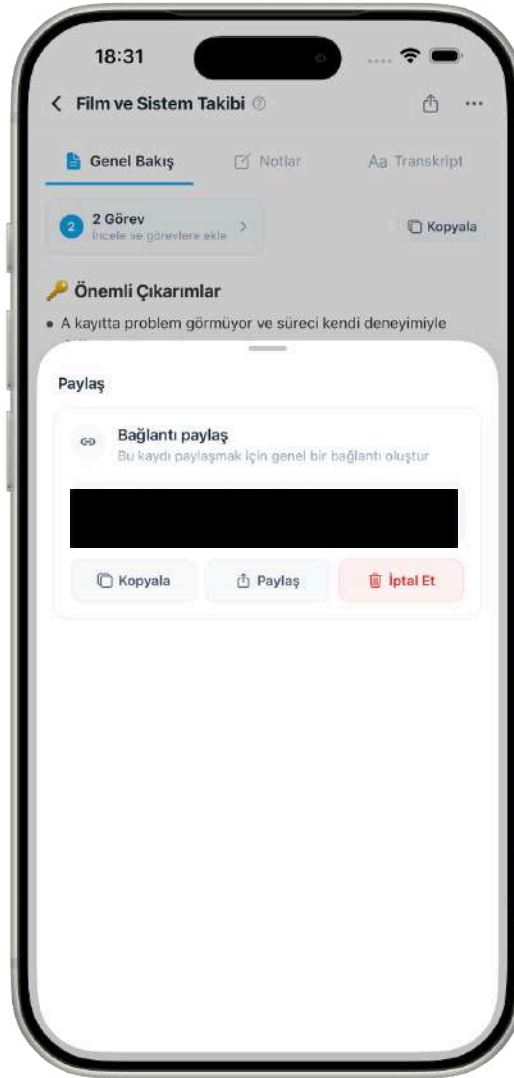 18:31
Film ve Sistem Takibi
Genel Bakış
Notlar
Aa Transkript
2
2 Görev
İncele ve görevlere ekle
Kopyala
Önemli Çıkarımlar
• A kayıtta problem görmüyor ve süreci kendi deneyimiyle
Paylaş
Bağlantı paylaş
Bu kaydı paylaşmak için genel bir bağlantı oluştur
Kopyala
Paylaş
İptal Et